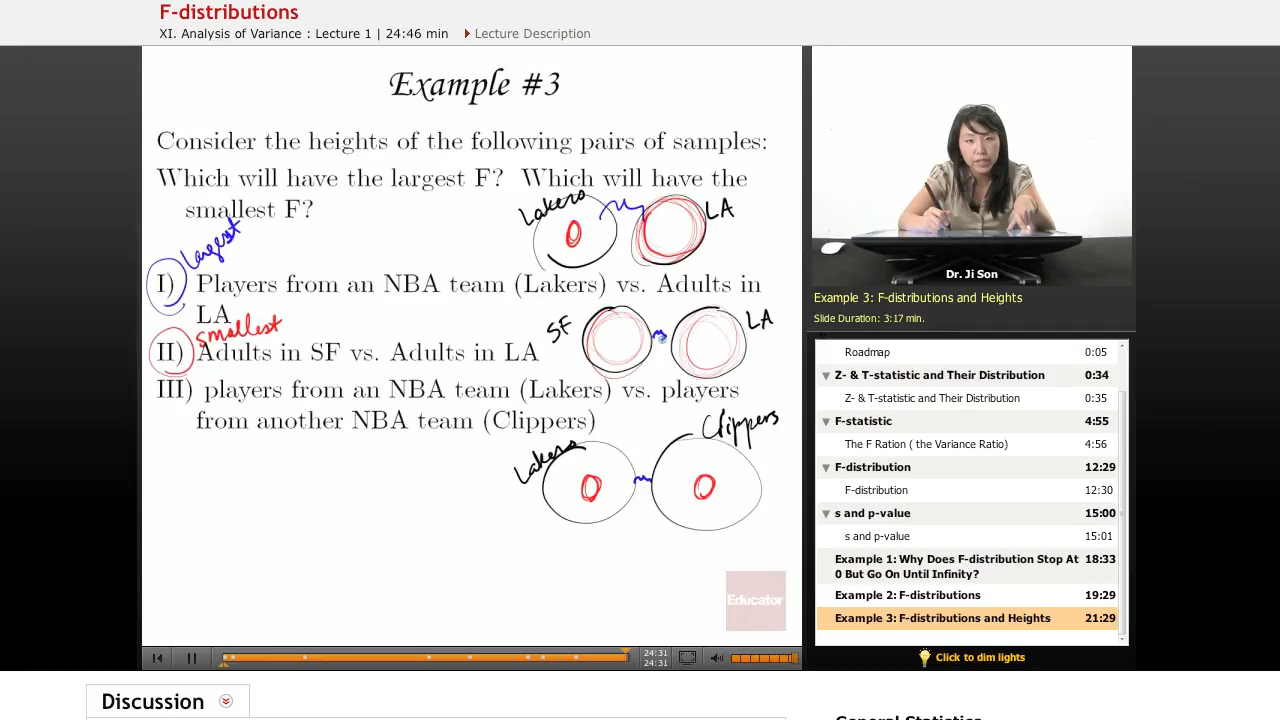 F-distributions
XI. Analysis of Variance : Lecture 1 | 24:46 min
Lecture Description
Example #3
Consider the heights of the following pairs of samples:
Which will have the largest F? Which will have the
smallest F?
Lakers
LA
largest
I) Players from an NBA team (Lakers) vs. Adults in
LA
smallest
SF
LA
II) Adults in SF vs. Adults in LA
III) players from an NBA team (Lakers) vs. players
from another NBA team (Clippers)
Lakers
Clippers
Educator
24:31
24:31
Dr. Ji Son
Example 3: F-distributions and Heights
Slide Duration: 3:17 min.
Roadmap 0:05
Z- & T-statistic and Their Distribution 0:34
Z- & T-statistic and Their Distribution 0:35
F-statistic 4:55
The F Ration ( the Variance Ratio) 4:56
F-distribution 12:29
F-distribution 12:30
s and p-value 15:00
s and p-value 15:01
Example 1: Why Does F-distribution Stop At 18:33
0 But Go On Until Infinity?
Example 2: F-distributions 19:29
Example 3: F-distributions and Heights 21:29
Click to dim lights
Discussion
General Statistics